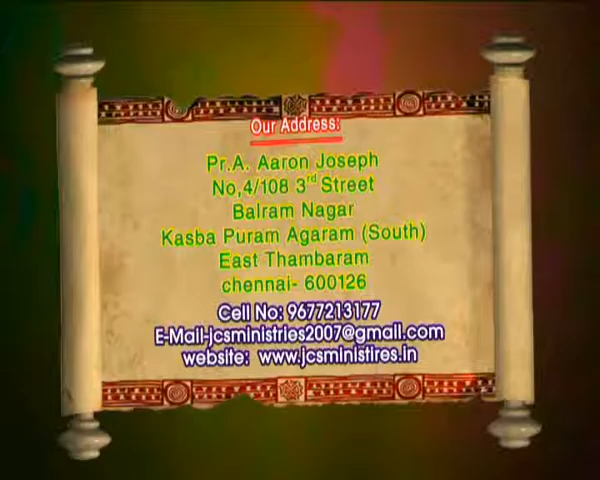 Our Address:
Pr.A. Aaron Joseph
No,4/108 3rd Street
Balram Nagar
Kasba Puram Agaram (South)
East Thambaram
chennai- 600126
Cell No: 9677213177
E-Mail-jcsministries2007@gmail.com
website: www.jcsministires.in